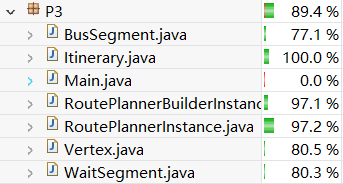 P3 89.4 %
BusSegment.java 77.1 %
Itinerary.java 100.0 %
Main.java 0.0 %
RoutePlannerBuilderInstanc 97.1 %
RoutePlannerInstance.java 97.2 %
Vertex.java 80.5 %
WaitSegment.java 80.3 %